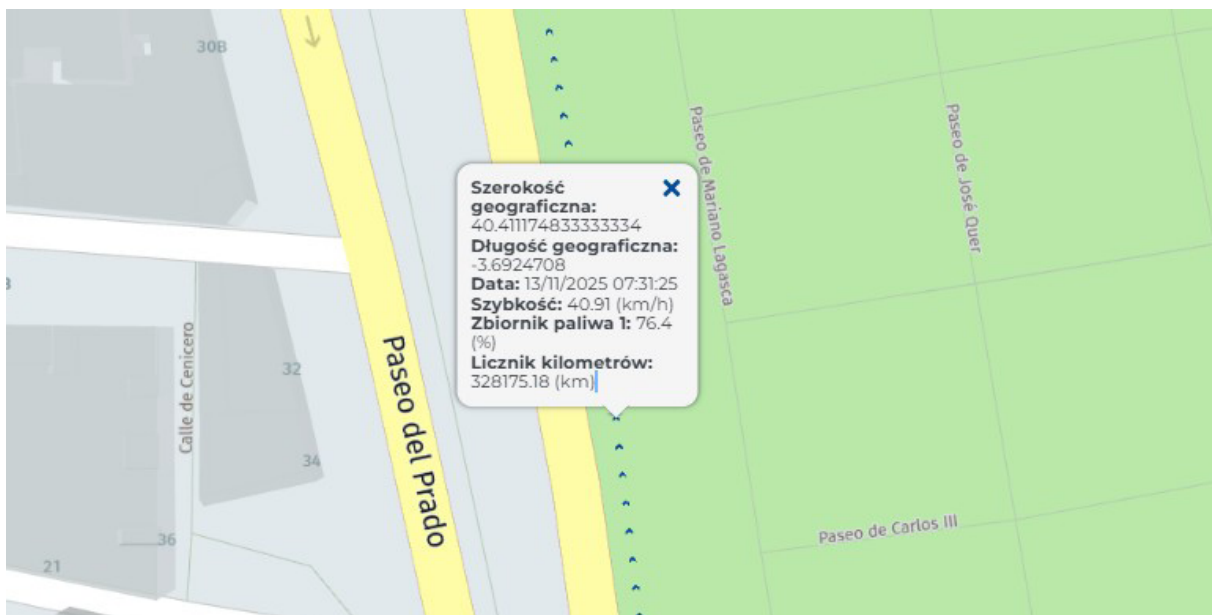 30B
Paseo de Mariano Lagasca
Paseo de José Quer
Szerokość
geograficzna:
40.411174833333334
Długość geograficzna:
-3.6924708
Data: 13/11/2025 07:31:25
Szybkość: 40.91 (km/h)
Zbiornik paliwa 1: 76.4
(%)
Licznik kilometrów:
328175.18 (km)
Calle de Cenicero
32
Paseo del Prado
34
36
21
Paseo de Carlos III